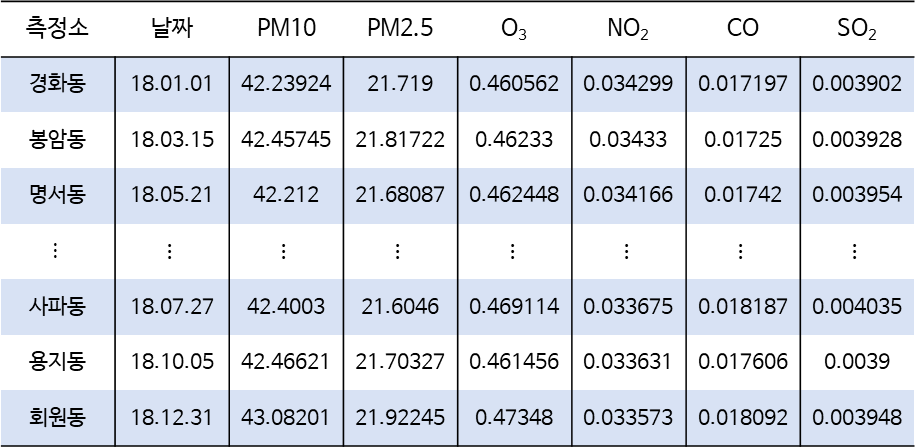 측정소 날짜 PM10 PM2.5 O₃ NO₂ CO SO₂
경화동 18.01.01 42.23924 21.719 0.460562 0.034299 0.017197 0.003902
봉암동 18.03.15 42.45745 21.81722 0.46233 0.03433 0.01725 0.003928
명서동 18.05.21 42.212 21.68087 0.462448 0.034166 0.01742 0.003954
⋮ ⋮ ⋮ ⋮ ⋮ ⋮ ⋮ ⋮
사파동 18.07.27 42.4003 21.6046 0.469114 0.033675 0.018187 0.004035
용지동 18.10.05 42.46621 21.70327 0.461456 0.033631 0.017606 0.0039
회원동 18.12.31 43.08201 21.92245 0.47348 0.033573 0.018092 0.003948